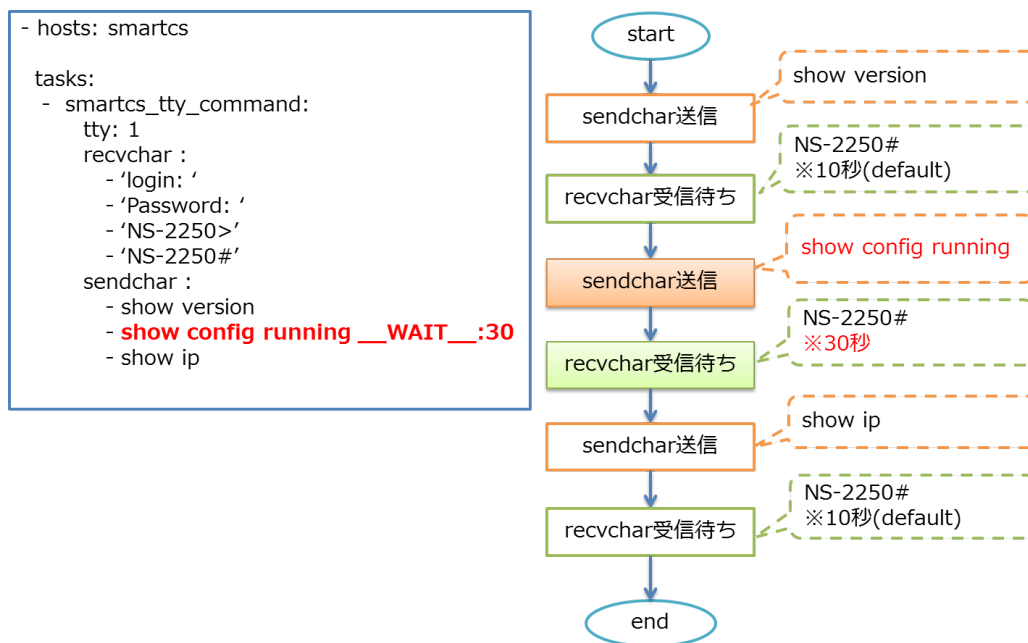 - hosts: smartcs
tasks:
- smartcs_tty_command:
tty: 1
recvchar :
- ‘login: ‘
- ‘Password: ‘
- ‘NS-2250>’
- ‘NS-2250#’
sendchar :
- show version
- show config running __WAIT__:30
- show ip
start
sendchar送信
show version
recvchar受信待ち
NS-2250#
※10秒(default)
sendchar送信
show config running
recvchar受信待ち
NS-2250#
※30秒
sendchar送信
show ip
recvchar受信待ち
NS-2250#
※10秒(default)
end